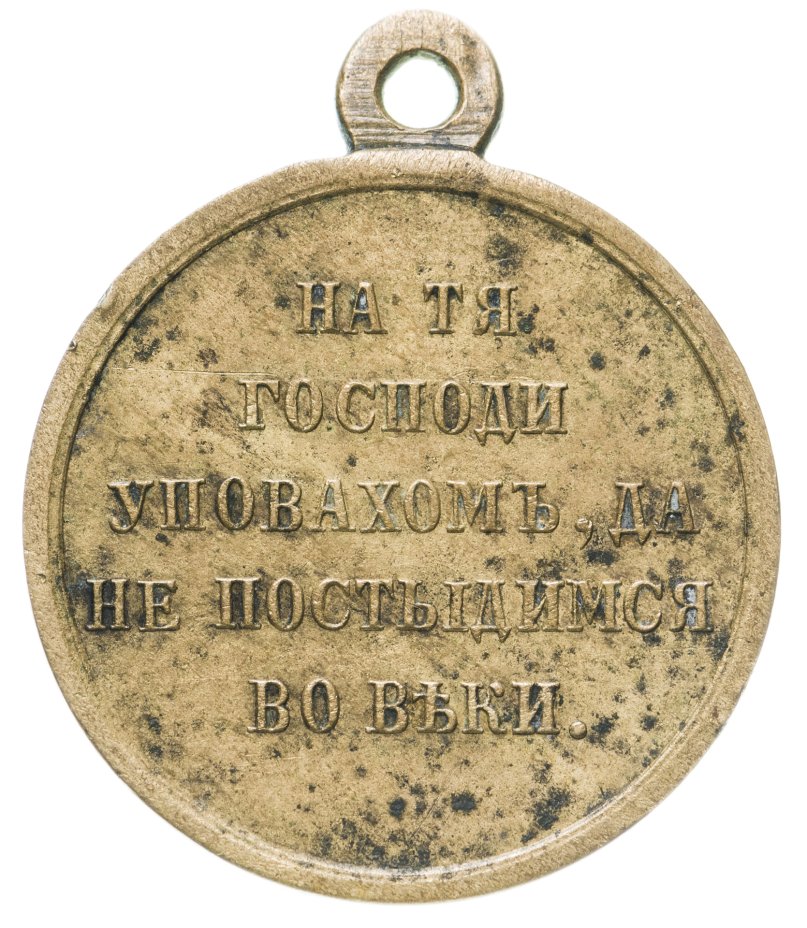 НА ТЯ
ГОСПОДИ
УПОВАХОМЪ, ДА
НЕ ПОСТЫДИМСЯ
ВО ВѢКИ.